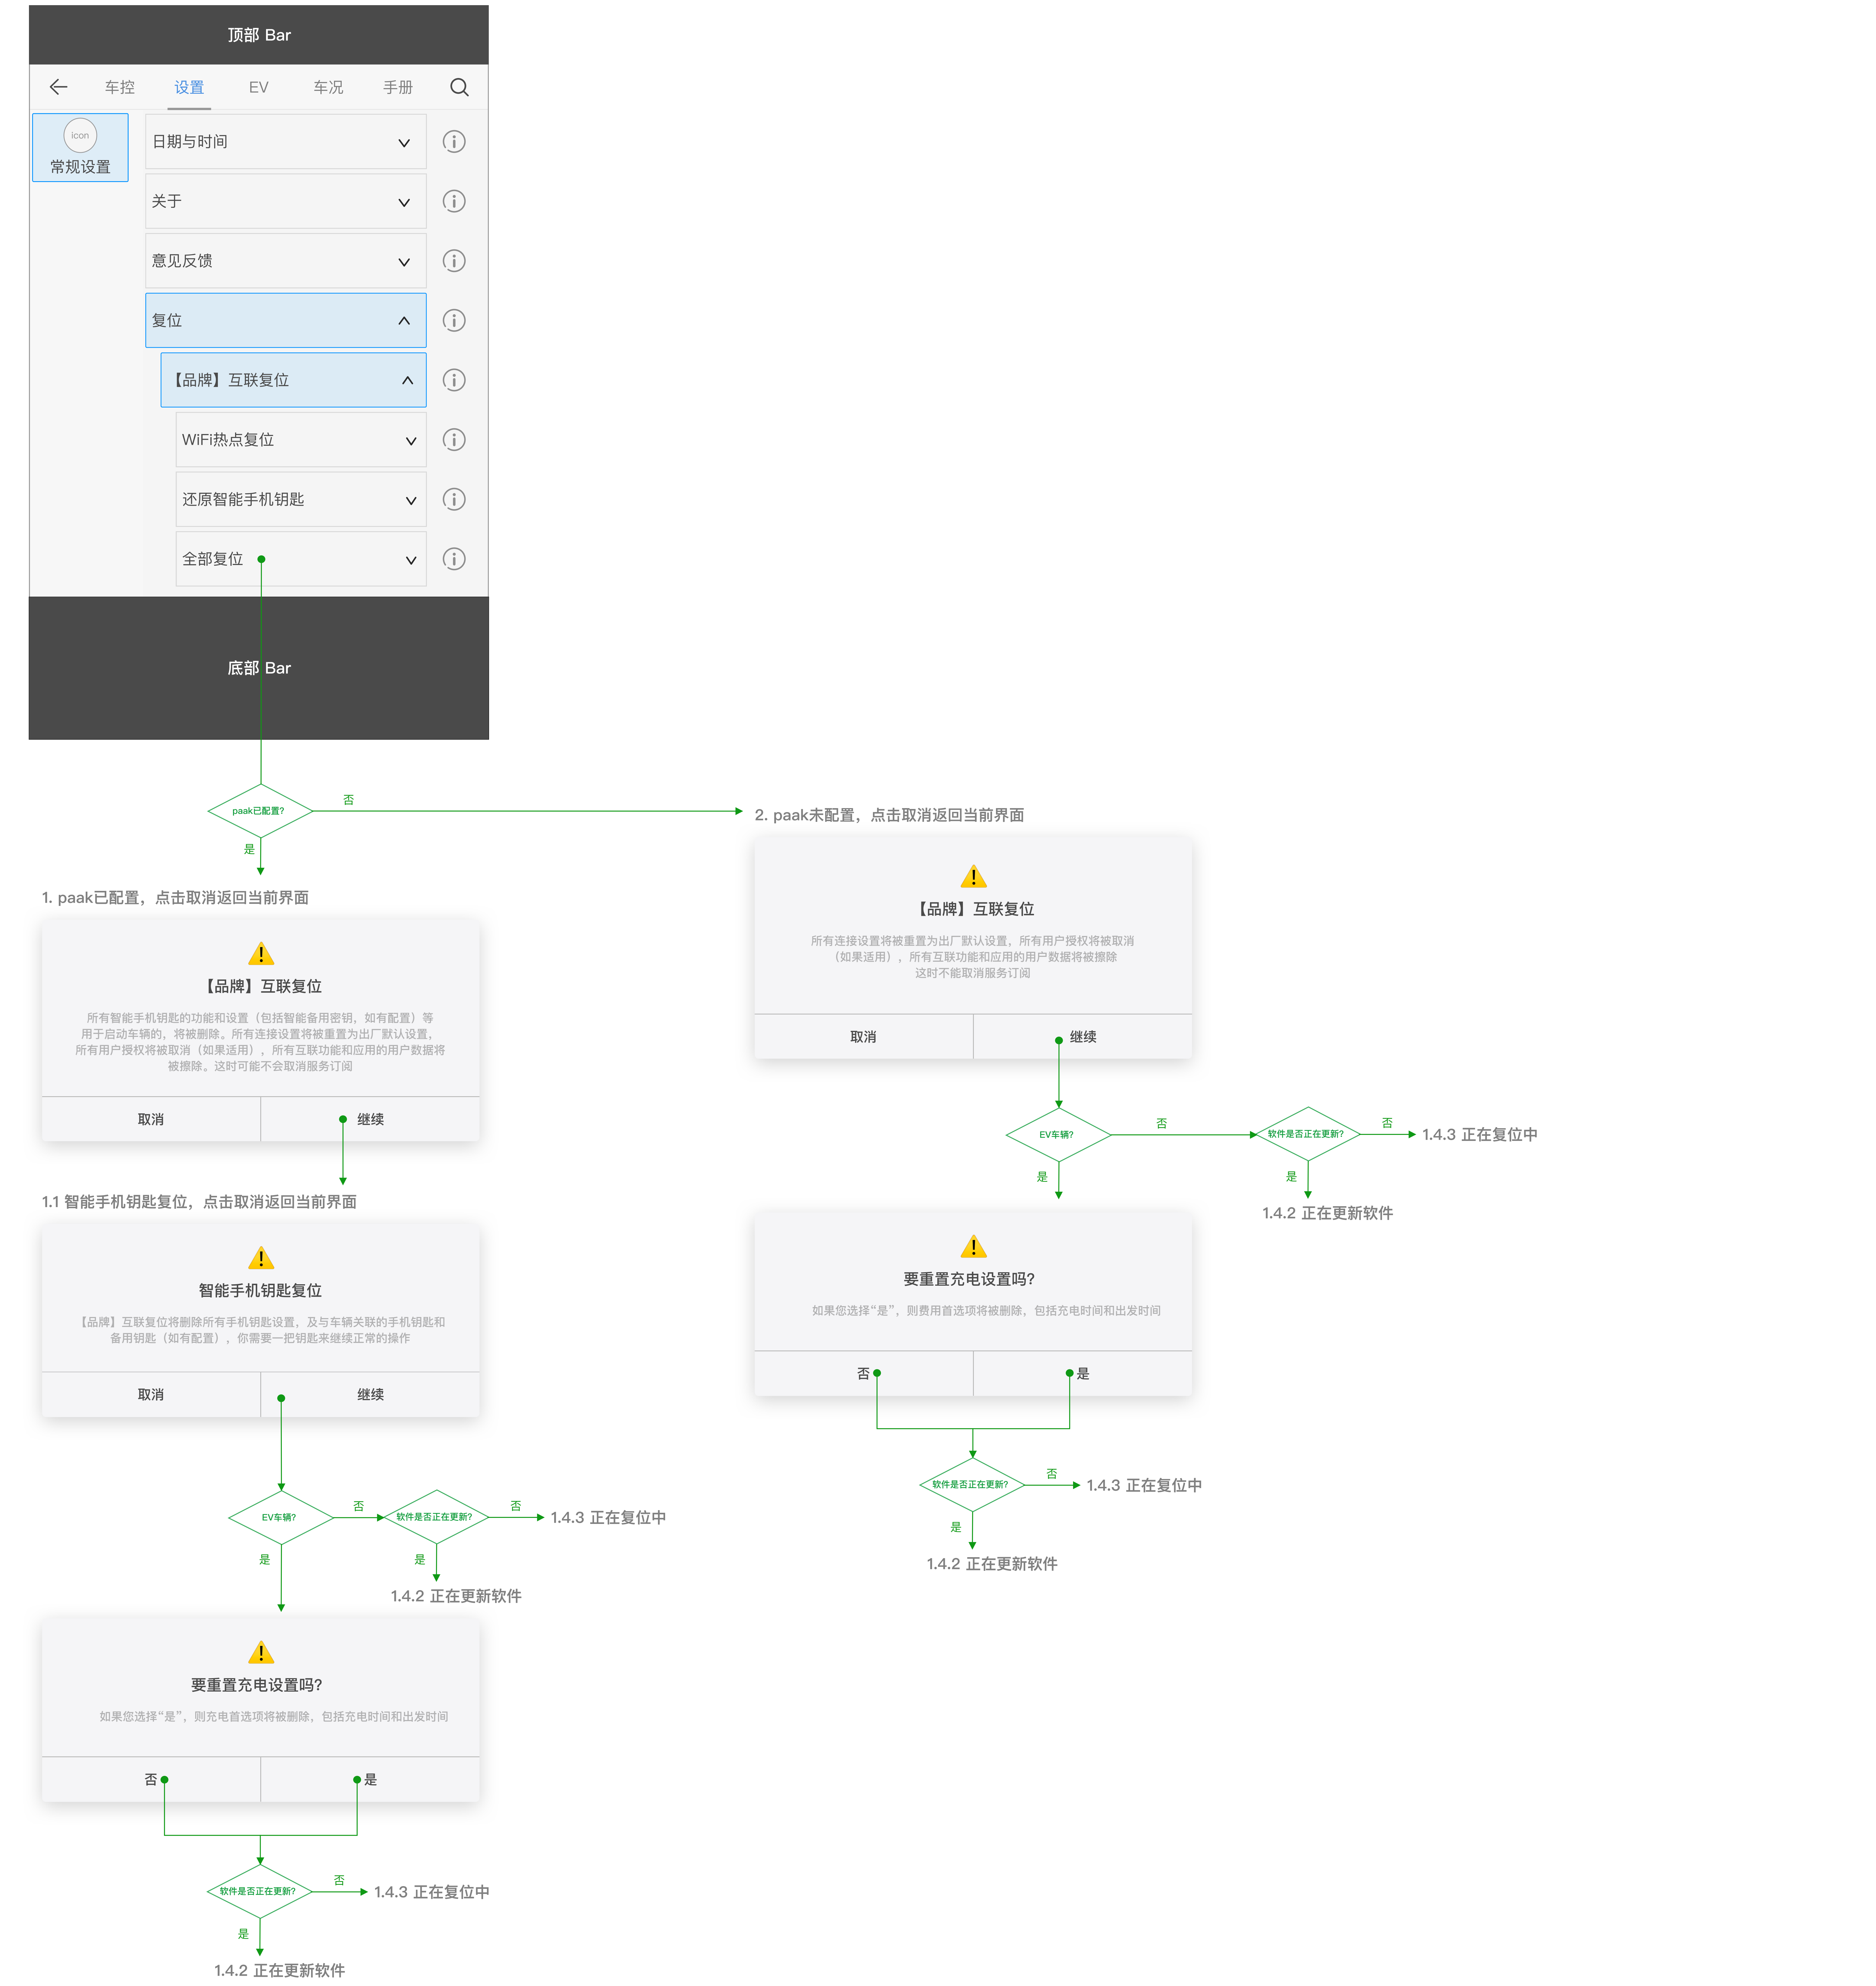 顶部 Bar
车控
设置
EV
车况
手册
Icon
常规设置
日期与时间
关于
意见反馈
复位
【品牌】互联复位
WiFi热点复位
还原智能手机钥匙
全部复位
底部 Bar
paak已配置?
否
是
1. paak已配置，点击取消返回当前界面
【品牌】互联复位
所有智能手机钥匙的功能和设置（包括智能备用密钥，如有配置）等
用于启动车辆的，将被删除。所有连接设置将被重置为出厂默认设置，
所有用户授权将被取消（如果适用），所有互联功能和应用的用户数据将
被擦除。这时可能不会取消服务订阅
取消
继续
1.1 智能手机钥匙复位，点击取消返回当前界面
智能手机钥匙复位
【品牌】互联复位将删除所有手机钥匙设置，及与车辆关联的手机钥匙和
备用钥匙（如有配置），你需要一把钥匙来继续正常的操作
取消
继续
EV车辆?
否
软件是否正在更新?
否
1.4.3 正在复位中
是
是
1.4.2 正在更新软件
要重置充电设置吗?
如果您选择“是”，则充电首选项将被删除，包括充电时间和出发时间
否
是
软件是否正在更新?
否
1.4.3 正在复位中
是
1.4.2 正在更新软件
2. paak未配置，点击取消返回当前界面
【品牌】互联复位
所有连接设置将被重置为出厂默认设置，所有用户授权将被取消
（如果适用），所有互联功能和应用的用户数据将被擦除
这时不能取消服务订阅
取消
继续
EV车辆?
否
软件是否正在更新?
否
1.4.3 正在复位中
是
是
1.4.2 正在更新软件
要重置充电设置吗?
如果您选择“是”，则费用首选项将被删除，包括充电时间和出发时间
否
是
软件是否正在更新?
否
1.4.3 正在复位中
是
1.4.2 正在更新软件